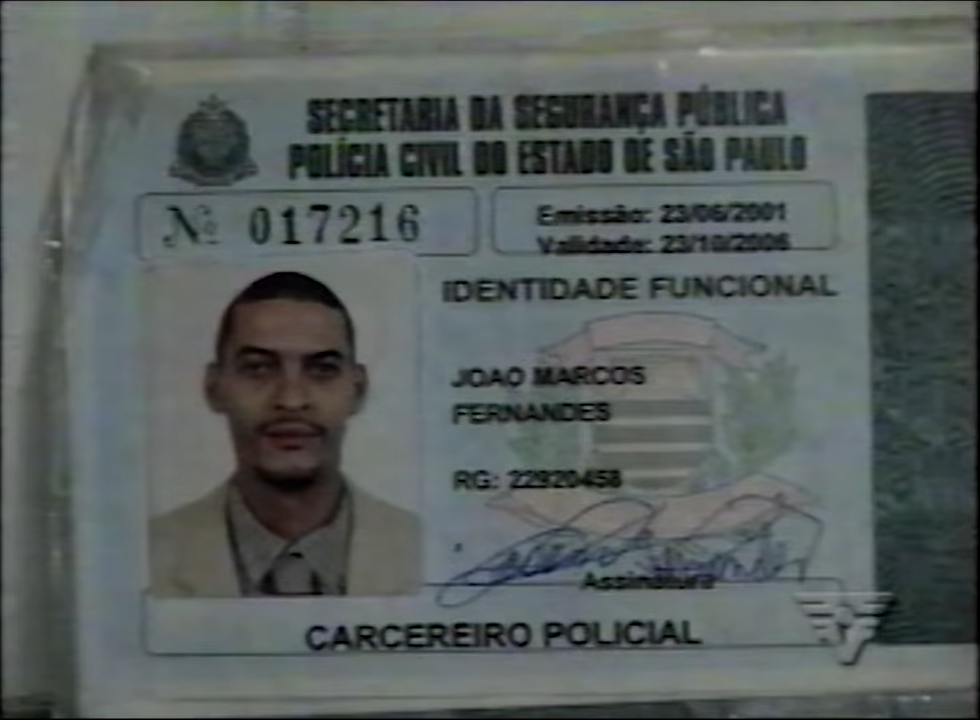 SECRETARIA DA SEGURANÇA PÚBLICA
POLÍCIA CIVIL DO ESTADO DE SÃO PAULO
Nº 017216
Emissão: 23/06/2001
Validade: 23/10/2006
IDENTIDADE FUNCIONAL
JOAO MARCOS
FERNANDES
RG: 22920458
Assinatura
CARCEREIRO POLICIAL